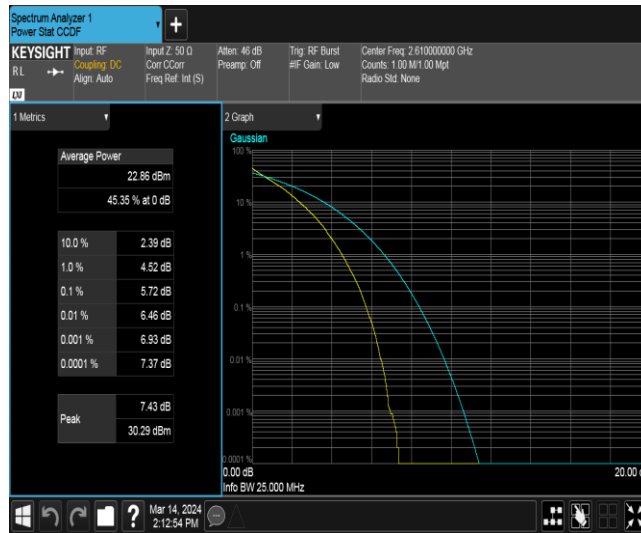 Spectrum Analyzer 1
Power Stat CCDF
+
KEYSIGHT
RL
LXI
Input: RF
Coupling: DC
Align: Auto
Input Z: 50 Ω
Corr CCorr
Freq Ref: Int (S)
Atten: 46 dB
Preamp: Off
Trig: RF Burst
#IF Gain: Low
Center Freq: 2.610000000 GHz
Counts: 1.00 M/1.00 Mpt
Radio Std: None
1 Metrics
Average Power
22.86 dBm
45.35 % at 0 dB
10.0 % 2.39 dB
1.0 % 4.52 dB
0.1 % 5.72 dB
0.01 % 6.46 dB
0.001 % 6.93 dB
0.0001 % 7.37 dB
Peak
7.43 dB
30.29 dBm
2 Graph
Gaussian
100 %
10 %
1 %
0.1 %
0.01 %
0.001 %
0.0001 %
0.00 dB
20.00
Info BW 25.000 MHz
?
Mar 14, 2024
2:12:54 PM